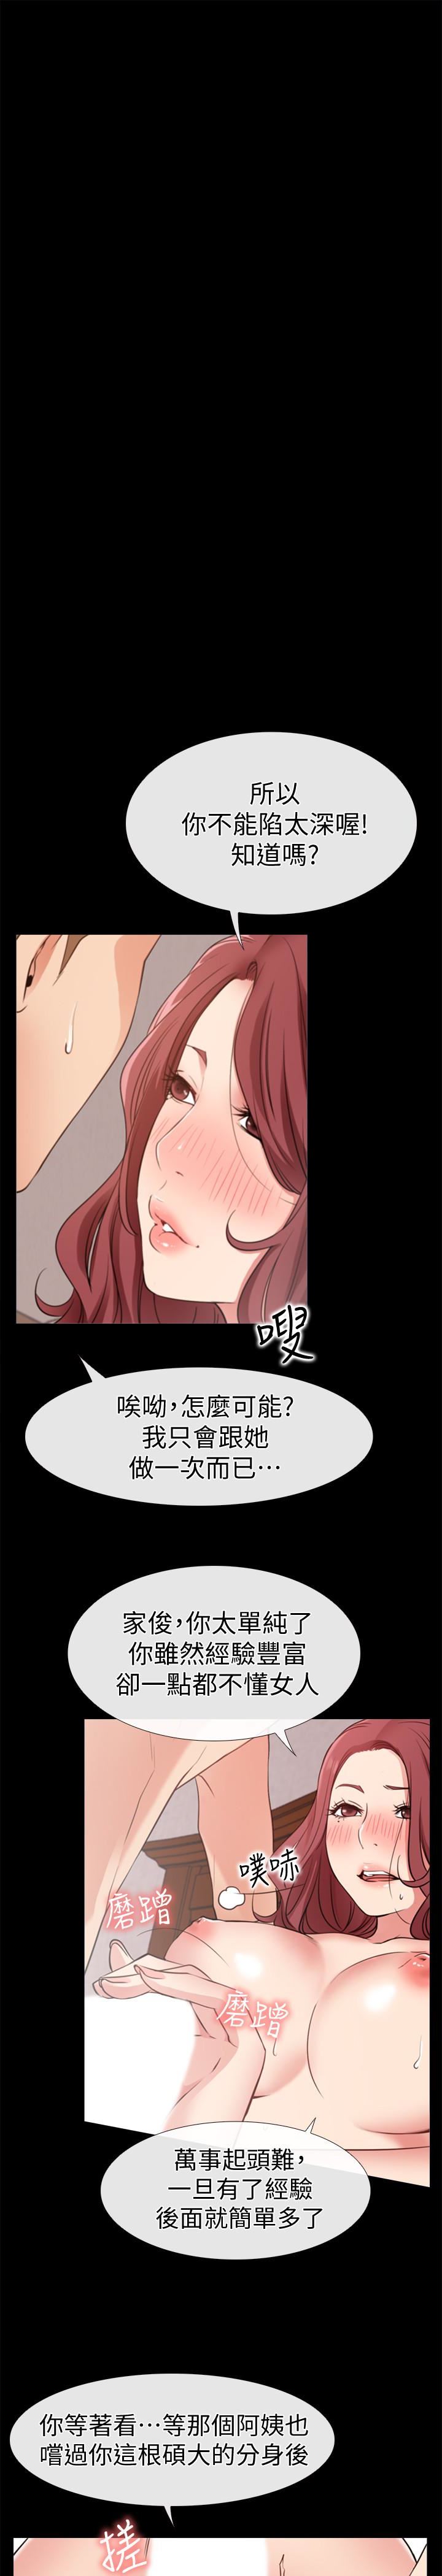 所以
你不能陷太深喔!
知道嗎?
嗖
唉呦,怎麼可能?
我只會跟她
做一次而已…
家俊,你太單純了
你雖然經驗豐富
卻一點都不懂女人
噗哧
磨蹭
磨蹭
萬事起頭難,
一旦有了經驗
後面就簡單多了
你等著看…等那個阿姨也
嚐過你這根碩大的分身後
搓